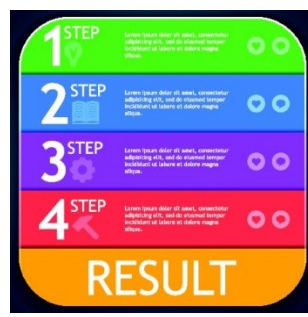 1 STEP
Lorem ipsum dolor sit amet, consectetur
adipisicing elit, sed do eiusmod tempor
incididunt ut labore et dolore magna
aliqua.
2 STEP
Lorem ipsum dolor sit amet, consectetur
adipisicing elit, sed do eiusmod tempor
incididunt ut labore et dolore magna
aliqua.
3 STEP
Lorem ipsum dolor sit amet, consectetur
adipisicing elit, sed do eiusmod tempor
incididunt ut labore et dolore magna
aliqua.
4 STEP
Lorem ipsum dolor sit amet, consectetur
adipisicing elit, sed do eiusmod tempor
incididunt ut labore et dolore magna
aliqua.
RESULT